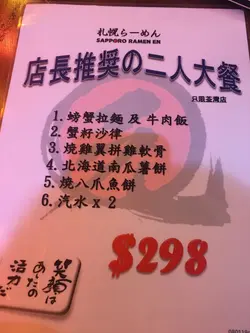 札幌らーめん
SAPPORO RAMEN EN
店長推奨の二人大餐
只限荃灣店
1. 螃蟹拉麵 及 牛肉飯
2. 蟹籽沙律
3. 燒雞翼拼雞軟骨
4. 北海道南瓜薯餅
5. 燒八爪魚餅
6. 汽水 x 2
$298
笑顔は
あしたの
活力だ